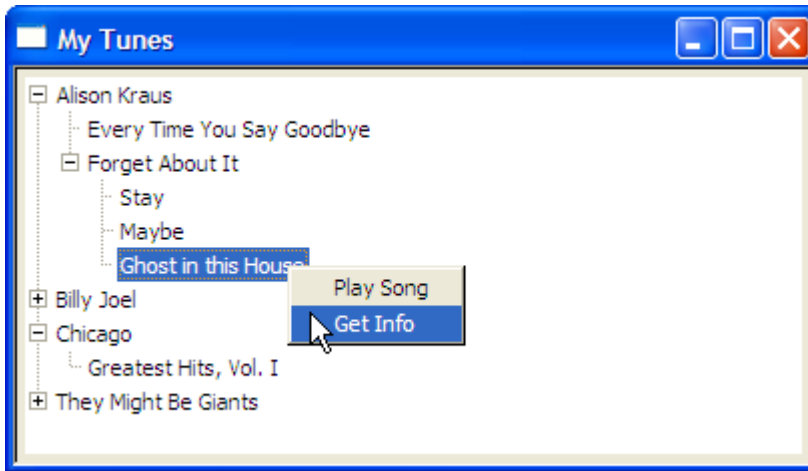 My Tunes
Alison Kraus
Every Time You Say Goodbye
Forget About It
Stay
Maybe
Ghost in this House
Play Song
Billy Joel
Get Info
Chicago
Greatest Hits, Vol. I
They Might Be Giants